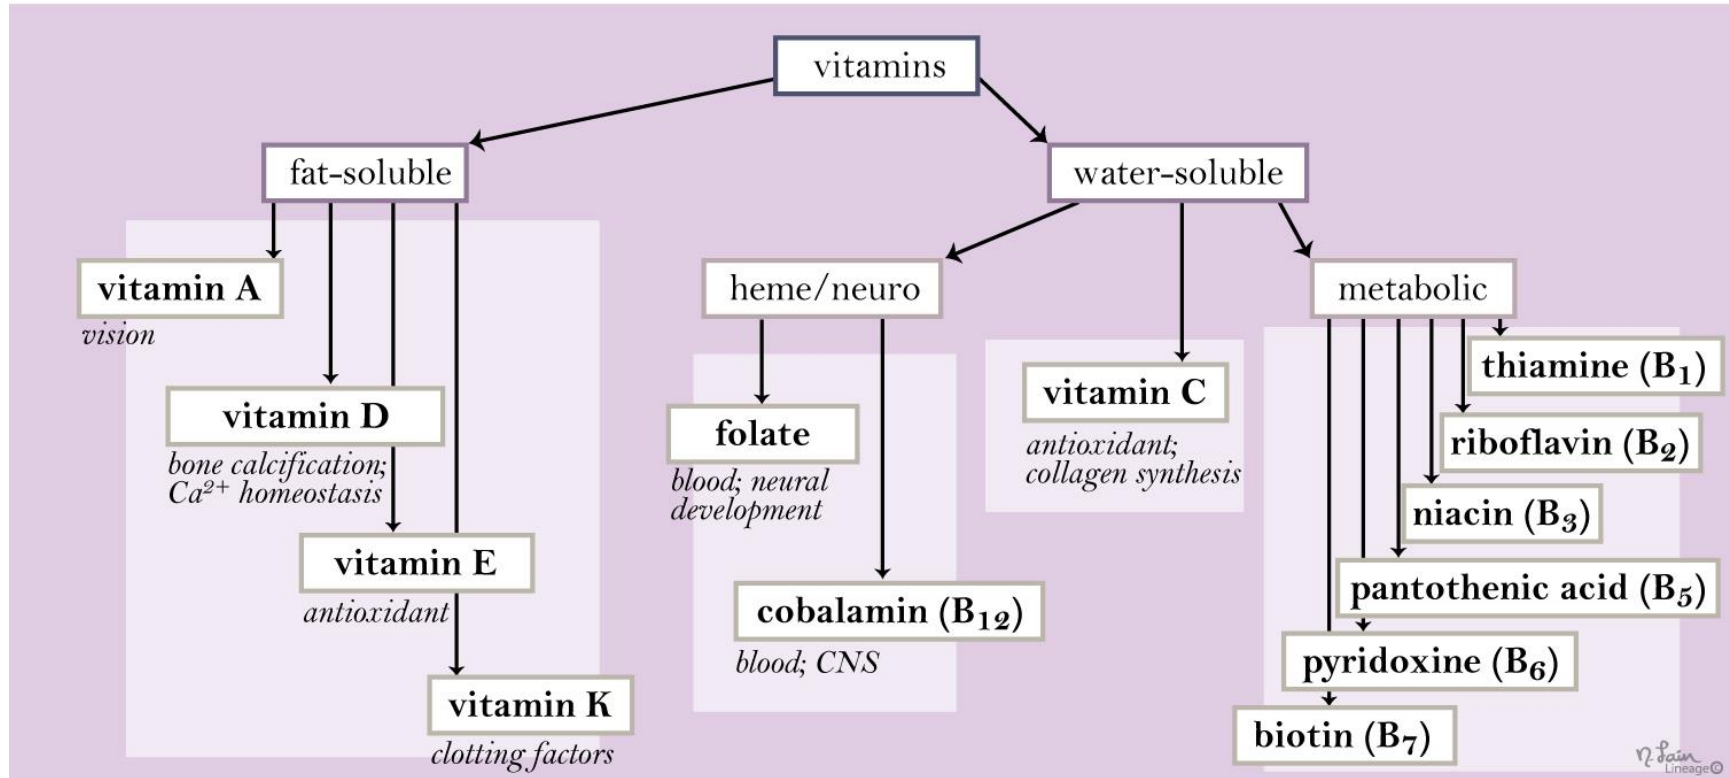 vitamins
fat-soluble
water-soluble
vitamin A
vision
vitamin D
bone calcification;
Ca²⁺ homeostasis
vitamin E
antioxidant
vitamin K
clotting factors
heme/neuro
folate
blood; neural
development
cobalamin (B₁₂)
blood; CNS
vitamin C
antioxidant;
collagen synthesis
metabolic
thiamine (B₁)
riboflavin (B₂)
niacin (B₃)
pantothenic acid (B₅)
pyridoxine (B₆)
biotin (B₇)
Lineage©